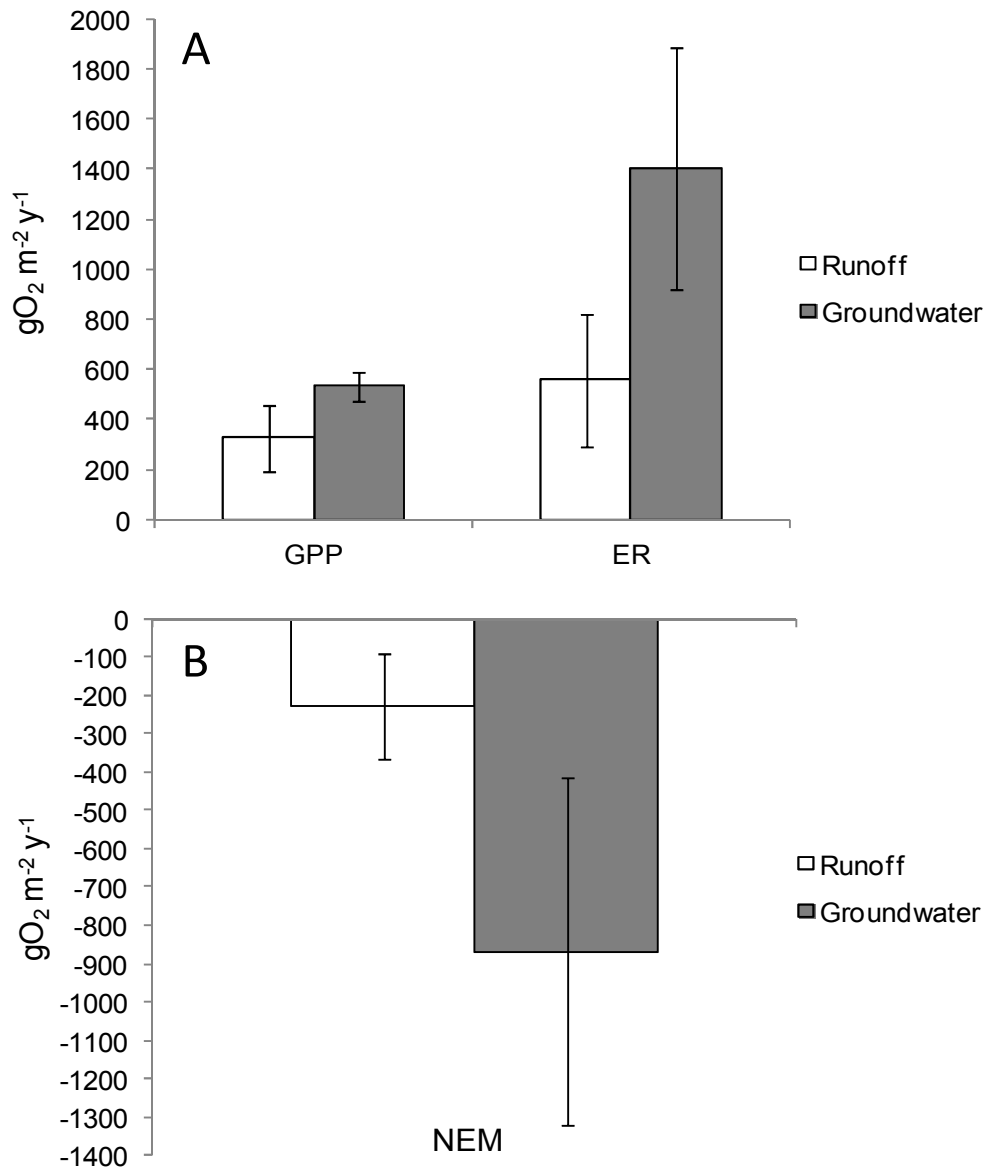 A
gO₂ m⁻² y⁻¹
2000
1800
1600
1400
1200
1000
800
600
400
200
0
GPP ER
Runoff
Groundwater
B
gO₂ m⁻² y⁻¹
0
-100
-200
-300
-400
-500
-600
-700
-800
-900
-1000
-1100
-1200
-1300
-1400
NEM
Runoff
Groundwater